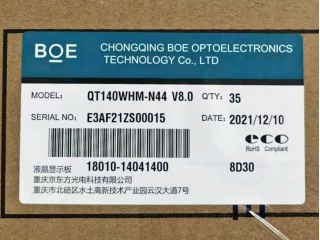 BOE CHONGQING BOE OPTOELECTRONICS
TECHNOLOGY Co., LTD
MODEL: QT140WHM-N44 V8.0 Q'TY: 35
SERIAL NO: E3AF21ZS00015 DATE: 2021/12/10
eco
RoHS Compliant
液晶显示板 18010-14041400 8D30
重庆京东方光电科技有限公司
重庆市北碚区水土高新技术产业园云汉大道7号